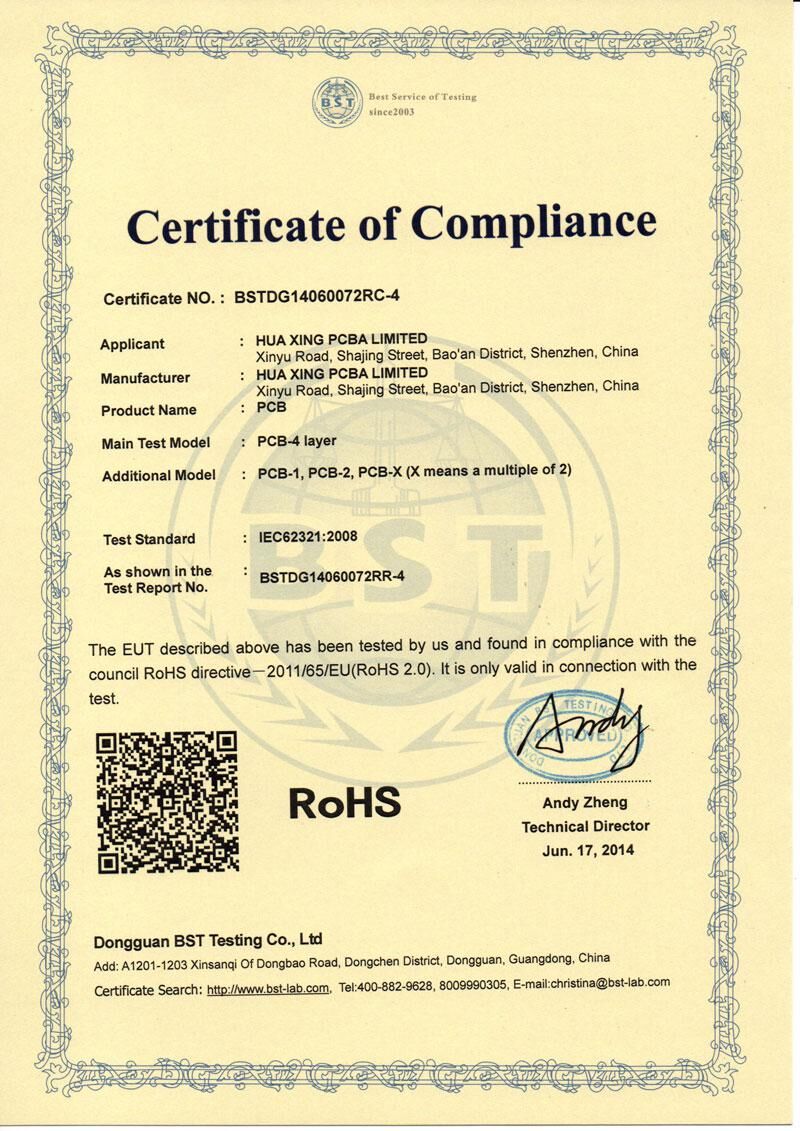 BST
Best Service of Testing
since2003
Certificate of Compliance
Certificate NO. : BSTDG14060072RC-4
Applicant : HUA XING PCBA LIMITED
Xinyu Road, Shajing Street, Bao'an District, Shenzhen, China
Manufacturer : HUA XING PCBA LIMITED
Xinyu Road, Shajing Street, Bao'an District, Shenzhen, China
Product Name : PCB
Main Test Model : PCB-4 layer
Additional Model : PCB-1, PCB-2, PCB-X (X means a multiple of 2)
BST
Test Standard : IEC62321:2008
As shown in the :
Test Report No. BSTDG14060072RR-4
The EUT described above has been tested by us and found in compliance with the
council RoHS directive－2011/65/EU(RoHS 2.0). It is only valid in connection with the
test.
BST TESTING
APPROVED
Andy
RoHS
Andy Zheng
Technical Director
Jun. 17, 2014
Dongguan BST Testing Co., Ltd
Add: A1201-1203 Xinsanqi Of Dongbao Road, Dongchen District, Dongguan, Guangdong, China
Certificate Search: http://www.bst-lab.com, Tel:400-882-9628, 8009990305, E-mail:christina@bst-lab.com